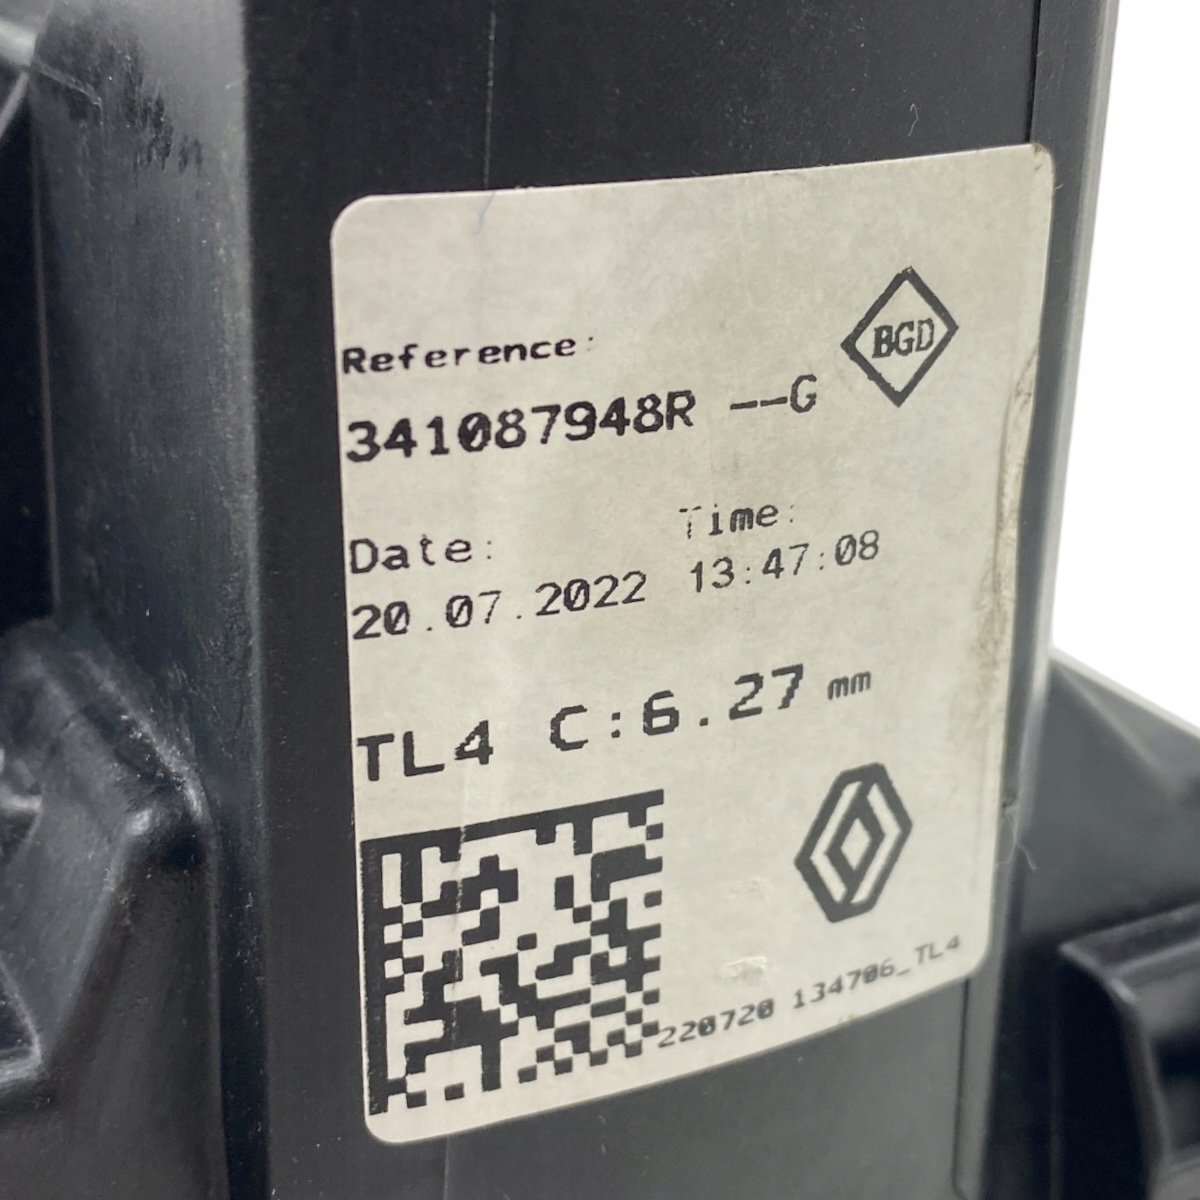 BGD
Reference:
341087948R --G
Date: Time:
20.07.2022 13:47:08
TL4 C:6.27 mm
220720 134706_TL4